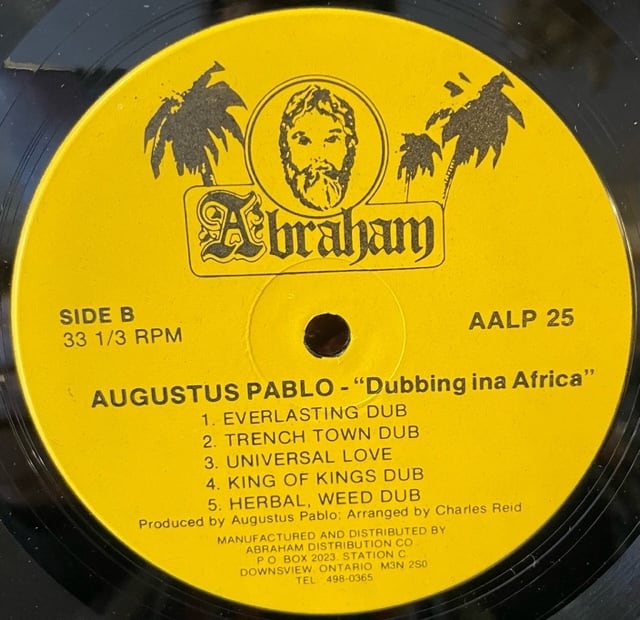 Abraham
SIDE B
33 1/3 RPM
AALP 25
AUGUSTUS PABLO - "Dubbing ina Africa"
1. EVERLASTING DUB
2. TRENCH TOWN DUB
3. UNIVERSAL LOVE
4. KING OF KINGS DUB
5. HERBAL, WEED DUB
Produced by Augustus Pablo; Arranged by Charles Reid
MANUFACTURED AND DISTRIBUTED BY
ABRAHAM DISTRIBUTION CO
P O BOX 2023. STATION C
DOWNSVIEW. ONTARIO M3N 2S0
TEL 498-0365